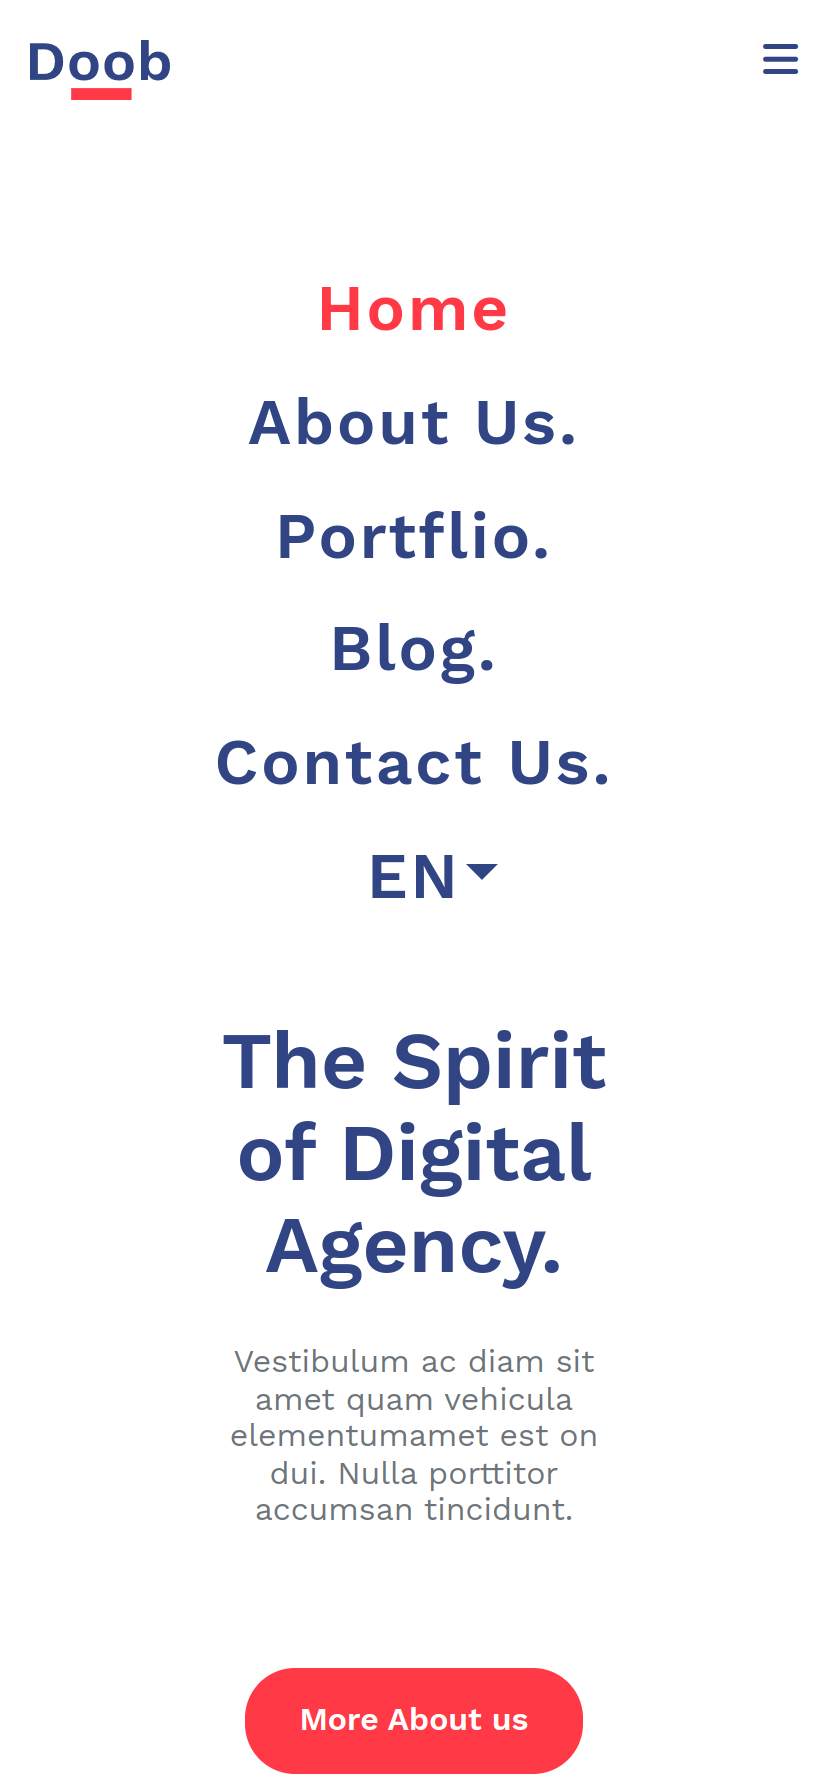 Doob
Home
About Us.
Portflio.
Blog.
Contact Us.
EN
The Spirit
of Digital
Agency.
Vestibulum ac diam sit
amet quam vehicula
elementumamet est on
dui. Nulla porttitor
accumsan tincidunt.
More About us